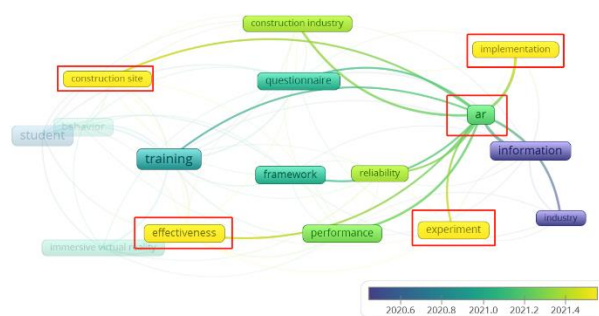 construction industry
implementation
construction site
questionnaire
ar
student
behavior
training
information
framework
reliability
industry
effectiveness
performance
experiment
immersive virtual reality
2020.6 2020.8 2021.0 2021.2 2021.4